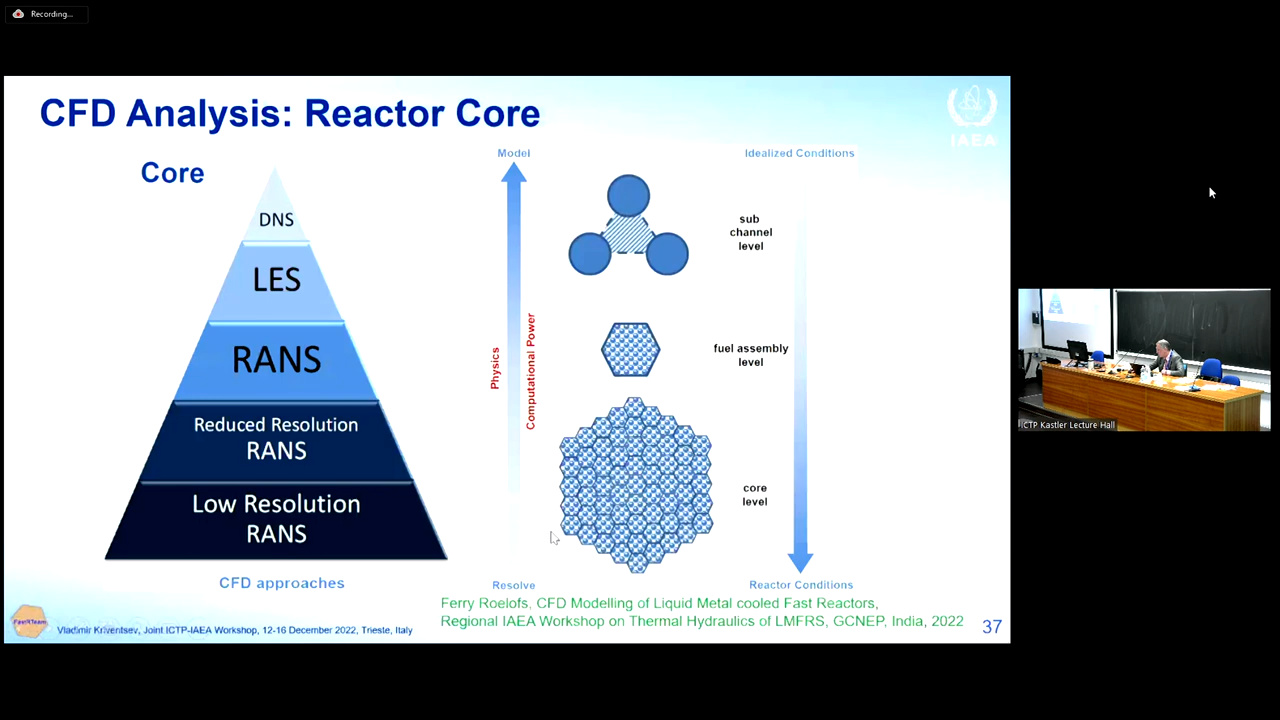 Recording...
CFD Analysis: Reactor Core
IAEA
Core
DNS
LES
RANS
Reduced Resolution
RANS
Low Resolution
RANS
CFD approaches
Model
Physics
Computational Power
Resolve
Idealized Conditions
sub
channel
level
fuel assembly
level
core
level
Reactor Conditions
Ferry Roelofs, CFD Modelling of Liquid Metal cooled Fast Reactors,
Regional IAEA Workshop on Thermal Hydraulics of LMFRS, GCNEP, India, 2022
FastRTeam
Vladimir Kriventsev, Joint ICTP-IAEA Workshop, 12-16 December 2022, Trieste, Italy
37
ICTP Kastler Lecture Hall